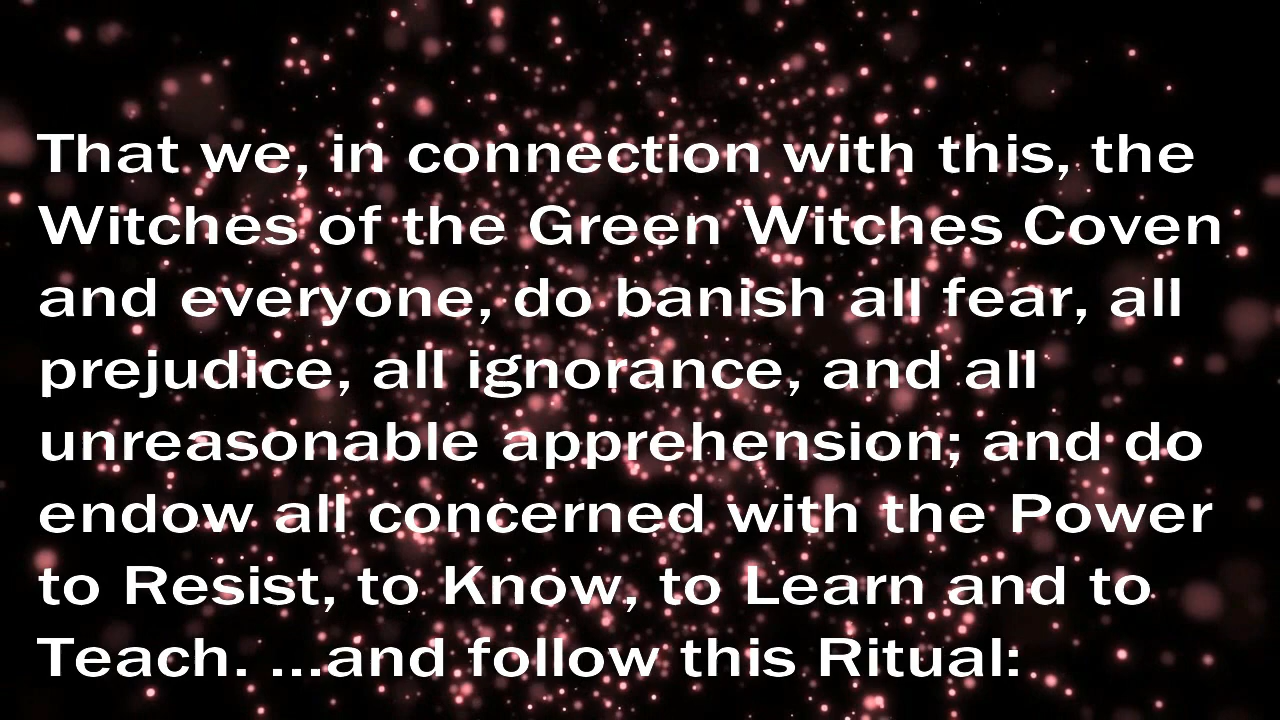 That we, in connection with this, the
Witches of the Green Witches Coven
and everyone, do banish all fear, all
prejudice, all ignorance, and all
unreasonable apprehension; and do
endow all concerned with the Power
to Resist, to Know, to Learn and to
Teach. ...and follow this Ritual: